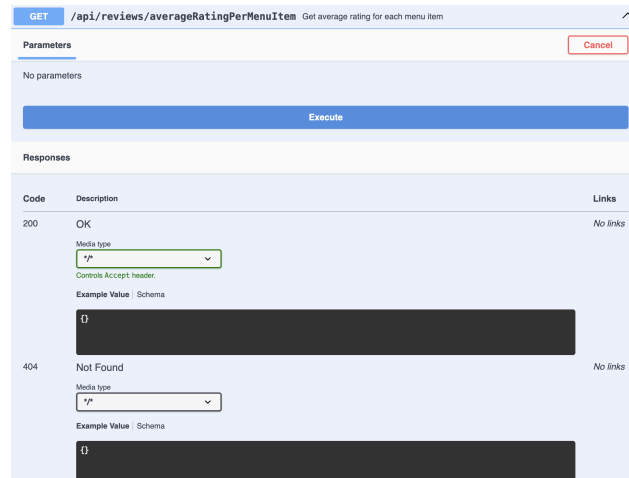 GET /api/reviews/averageRatingPerMenuItem Get average rating for each menu item
Parameters Cancel
No parameters
Execute
Responses
Code Description Links
200 OK No links
Media type
*/*
Controls Accept header.
Example Value Schema
{}
404 Not Found No links
Media type
*/*
Example Value Schema
{}